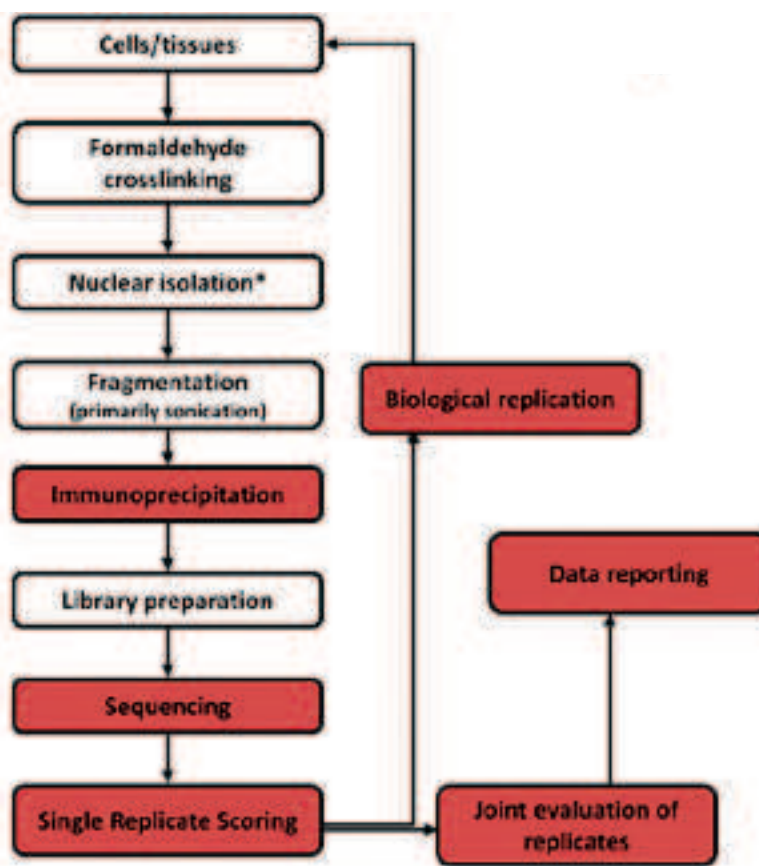 Cells/tissues
Formaldehyde
crosslinking
Nuclear isolation*
Fragmentation
(primarily sonication)
Biological replication
Immunoprecipitation
Data reporting
Library preparation
Sequencing
Single Replicate Scoring
Joint evaluation of
replicates